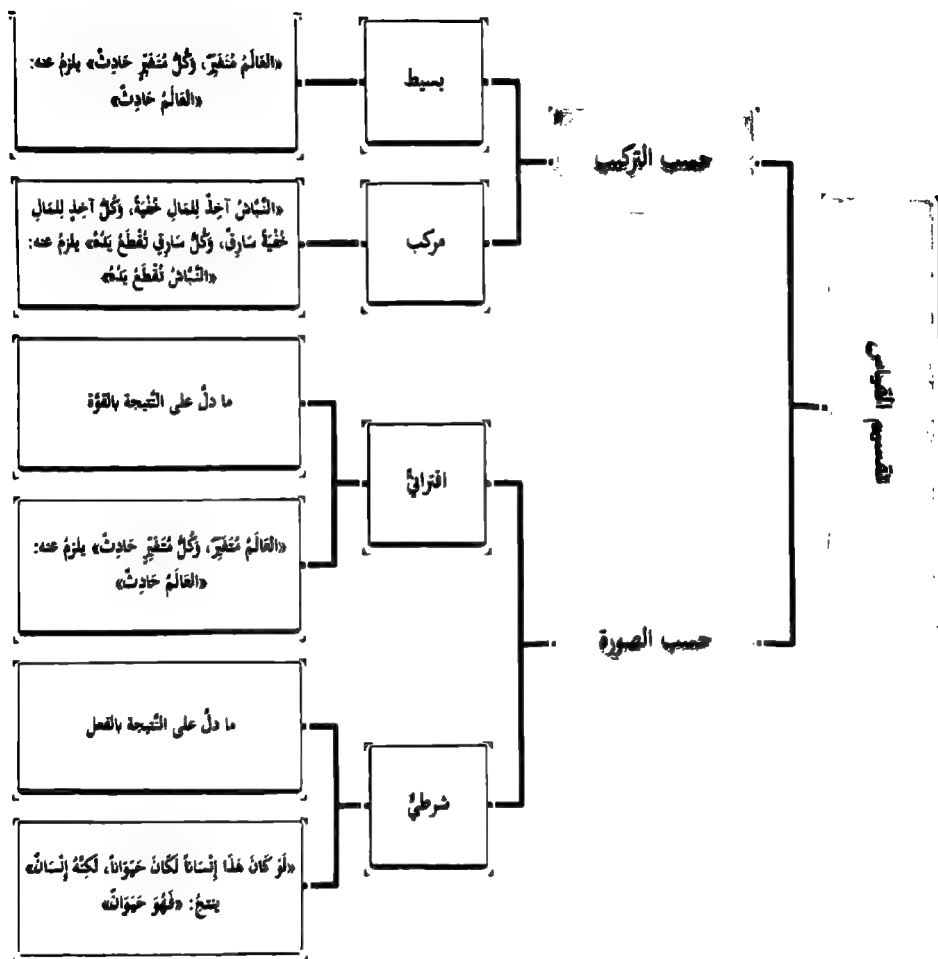 تقسيم القياس
حسب التركيب
بسيط
«العَالَمُ مُتَغَيِّرٌ، وَكُلُّ مُتَغَيِّرٍ حَادِثٌ» يلزمُ عنه:
«العَالَمُ حَادِثٌ»
مركب
«النَّبَّاشُ آخِذٌ لِلمَالِ خُفْيَةً، وَكُلُّ آخِذٍ لِلمَالِ
خُفْيَةً سَارِقٌ، وَكُلُّ سَارِقٍ تُقْطَعُ يَدُهُ» يلزمُ عنه:
«النَّبَّاشُ تُقْطَعُ يَدُهُ»
حسب الصورة
اقترانيٌّ
ما دلَّ على النَّتيجة بالقوَّة
«العَالَمُ مُتَغَيِّرٌ، وَكُلُّ مُتَغَيِّرٍ حَادِثٌ» يلزمُ عنه:
«العَالَمُ حَادِثٌ»
شرطيٌّ
ما دلَّ على النَّتيجة بالفعل
«لَوْ كَانَ هَذَا إِنْسَاناً لَكَانَ حَيَوَاناً، لَكِنَّهُ إِنْسَانٌ»
ينتجُ: «فَهُوَ حَيَوَانٌ»